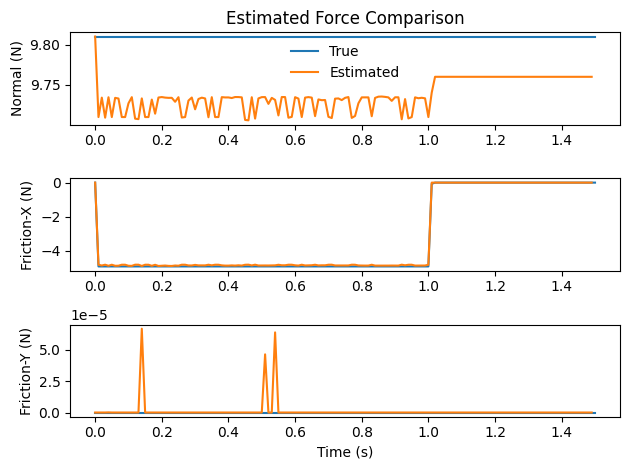 Estimated Force Comparison
Normal (N)
9.80
9.75
True
Estimated
0.0 0.2 0.4 0.6 0.8 1.0 1.2 1.4
Friction-X (N)
0
−2
−4
0.0 0.2 0.4 0.6 0.8 1.0 1.2 1.4
1e−5
Friction-Y (N)
5.0
2.5
0.0
0.0 0.2 0.4 0.6 0.8 1.0 1.2 1.4
Time (s)